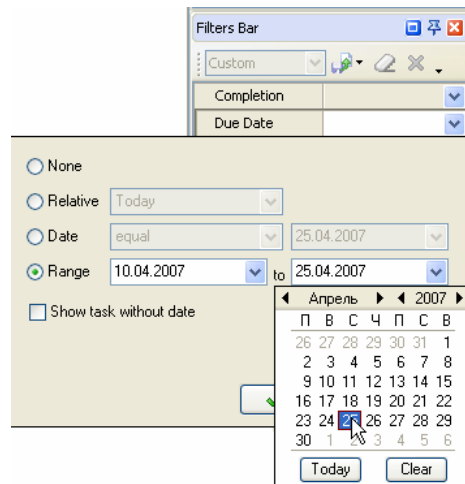 Filters Bar
Custom
Completion
Due Date
None
Relative Today
Date equal 25.04.2007
Range 10.04.2007 to 25.04.2007
Show task without date
Апрель 2007
П В С Ч П С В
26 27 28 29 30 31 1
2 3 4 5 6 7 8
9 10 11 12 13 14 15
16 17 18 19 20 21 22
23 24 25 26 27 28 29
30 1 2 3 4 5 6
Today Clear